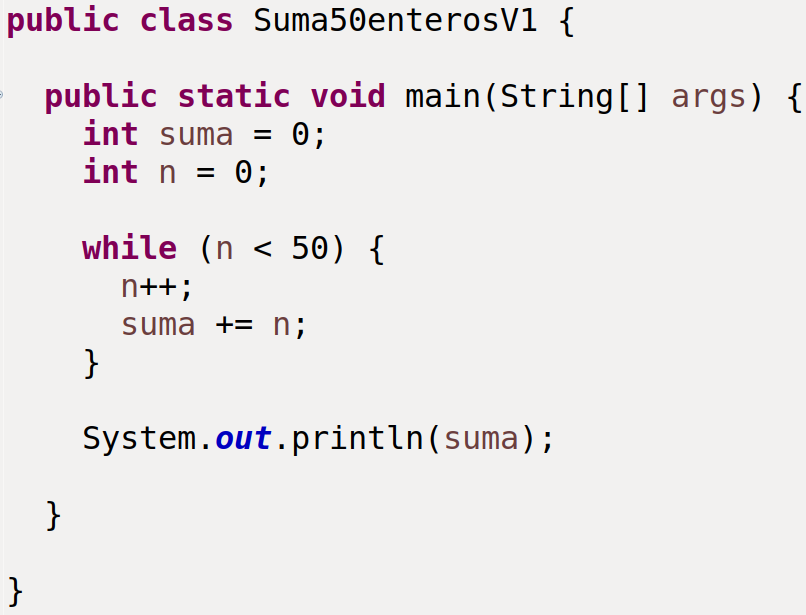 public class Suma50enterosV1 {
public static void main(String[] args) {
int suma = 0;
int n = 0;
while (n < 50) {
n++;
suma += n;
}
System.out.println(suma);
}
}